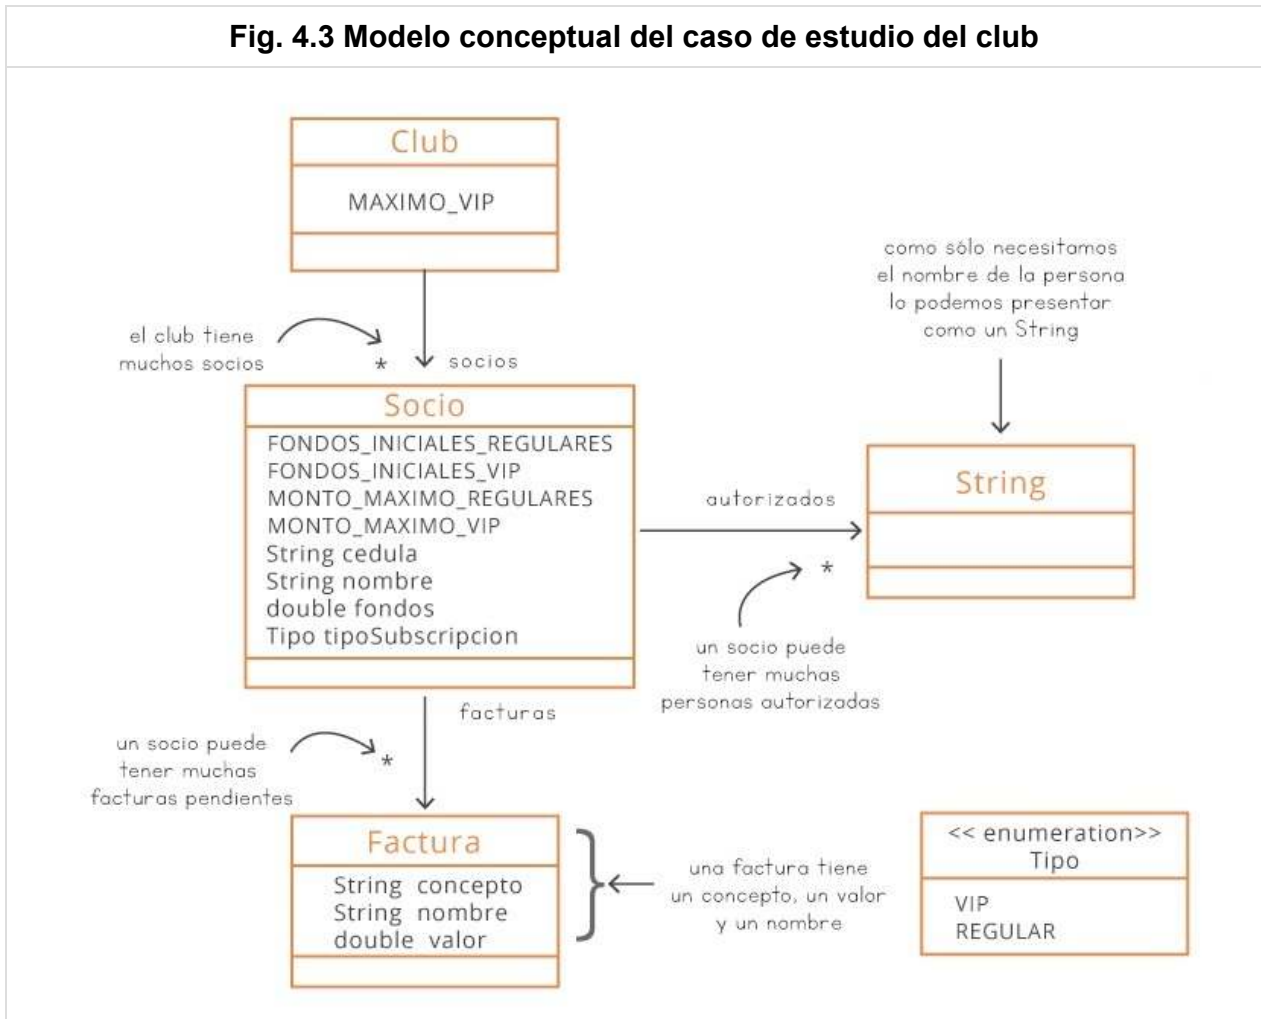 Fig. 4.3 Modelo conceptual del caso de estudio del club
Club
MAXIMO_VIP
el club tiene
muchos socios
*
socios
como sólo necesitamos
el nombre de la persona
lo podemos presentar
como un String
Socio
FONDOS_INICIALES_REGULARES
FONDOS_INICIALES_VIP
MONTO_MAXIMO_REGULARES
MONTO_MAXIMO_VIP
String cedula
String nombre
double fondos
Tipo tipoSubscripcion
autorizados
*
String
un socio puede
tener muchas
personas autorizadas
facturas
un socio puede
tener muchas
facturas pendientes
*
Factura
String concepto
String nombre
double valor
una factura tiene
un concepto, un valor
y un nombre
<< enumeration>>
Tipo
VIP
REGULAR